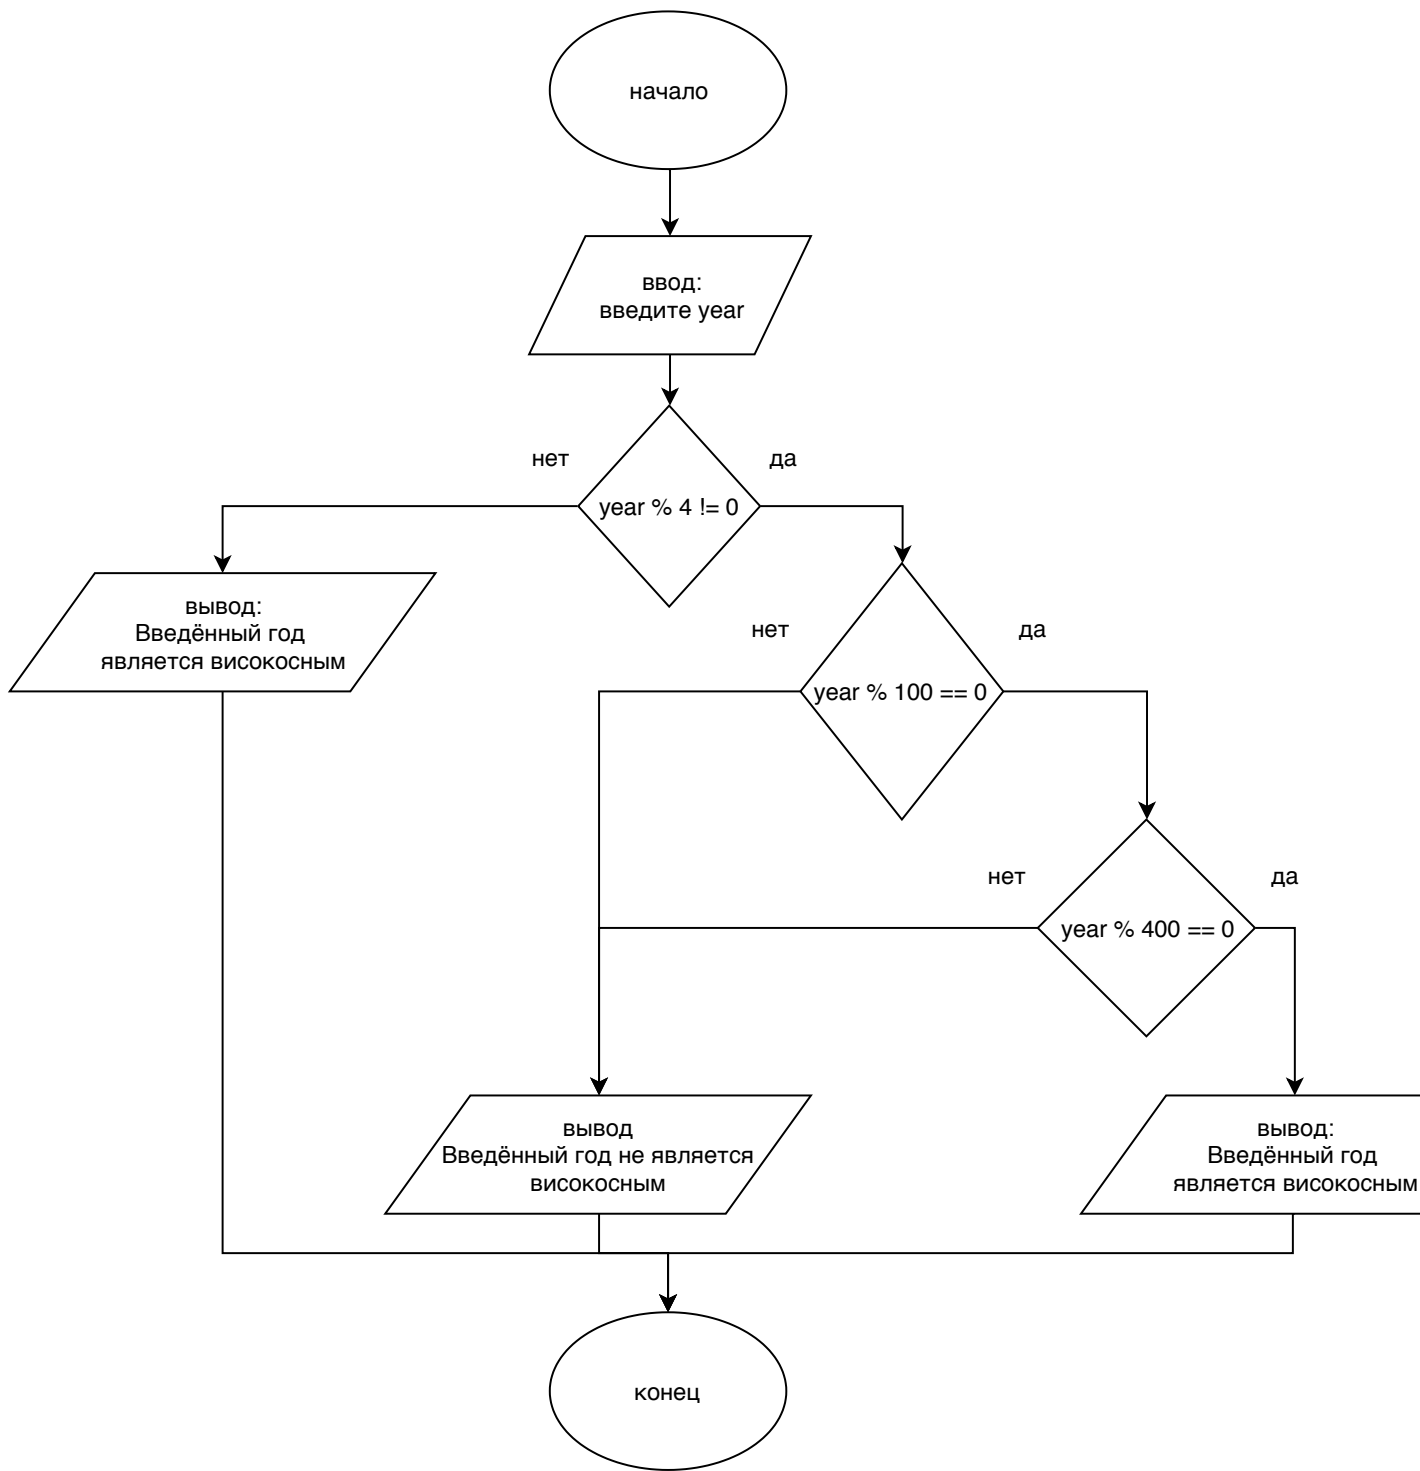 начало
ввод:
введите year
нет
да
year % 4 != 0
вывод:
Введённый год
является високосным
нет
да
year % 100 == 0
нет
да
year % 400 == 0
вывод
Введённый год не является
високосным
вывод:
Введённый год
является високосным
конец